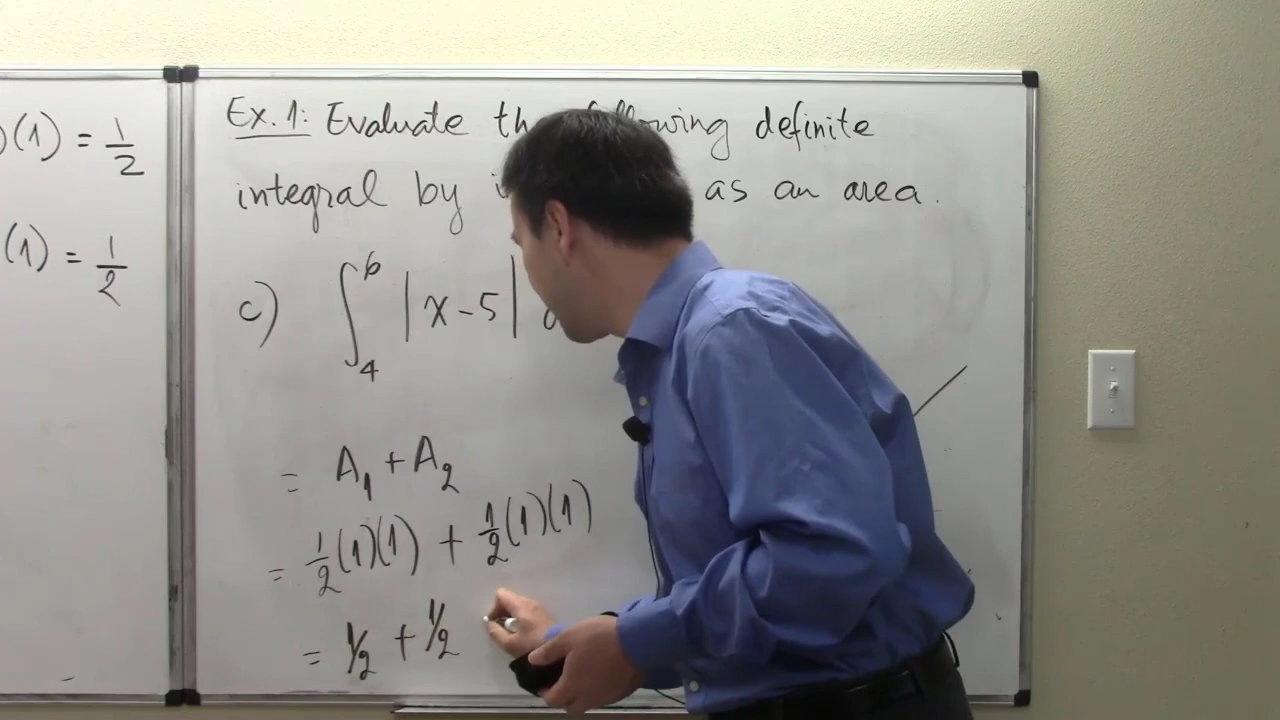 )(1) = 1/2
(1) = 1/2
Ex. 1: Evaluate definite
integral by as an area.
c) ∫₄⁶ |x-5|
= A₁ + A₂
= 1/2 (1)(1) + 1/2 (1)(1)
= 1/2 + 1/2